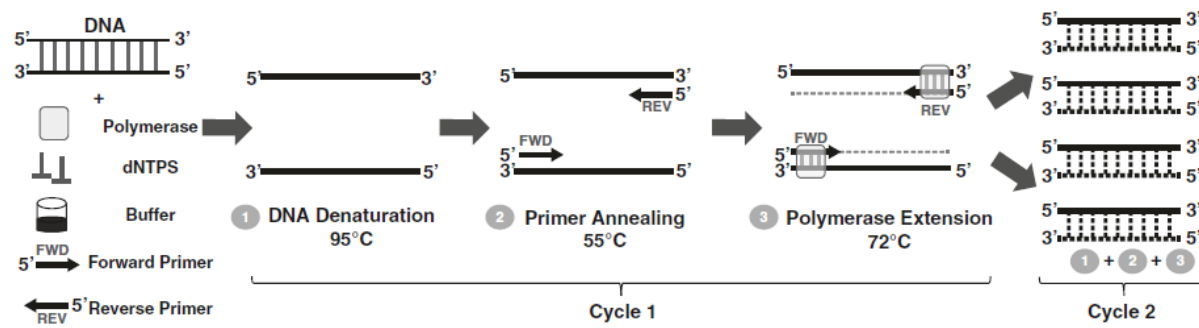 DNA
5’ 3’
3’ 5’
+
Polymerase
dNTPS
Buffer
FWD
5’ Forward Primer
5’ Reverse Primer
REV
5’ 3’
3’ 5’
1 DNA Denaturation
95°C
5’ 3’
5’
REV
FWD
5’
3’ 5’
2 Primer Annealing
55°C
3’
5’
REV
FWD
5’
3’ 5’
3 Polymerase Extension
72°C
Cycle 1
5’ 3’
3’ 5’
5’ 3’
3’ 5’
5’ 3’
3’ 5’
5’ 3’
3’ 5’
1 + 2 + 3
Cycle 2